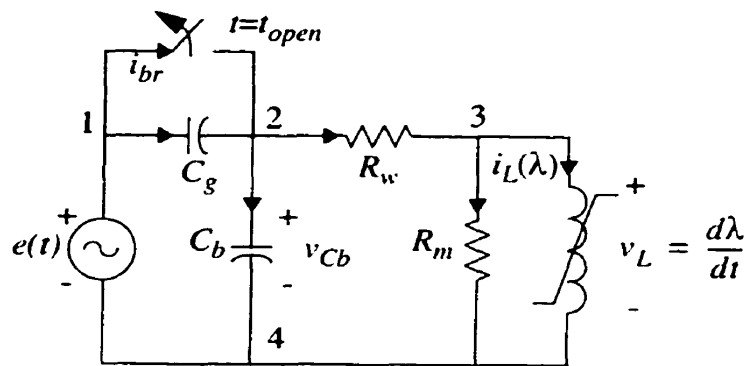 t=t_open
i_br
1
2
3
C_g
R_w
i_L(λ)
+
e(t)
-
C_b
+
v_Cb
-
R_m
+
v_L = dλ/dt
-
4